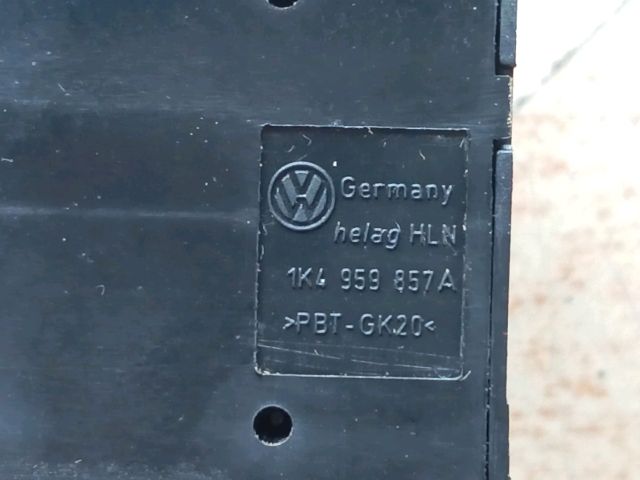 Germany
helag HLN
1K4 959 857A
>PBT-GK20<